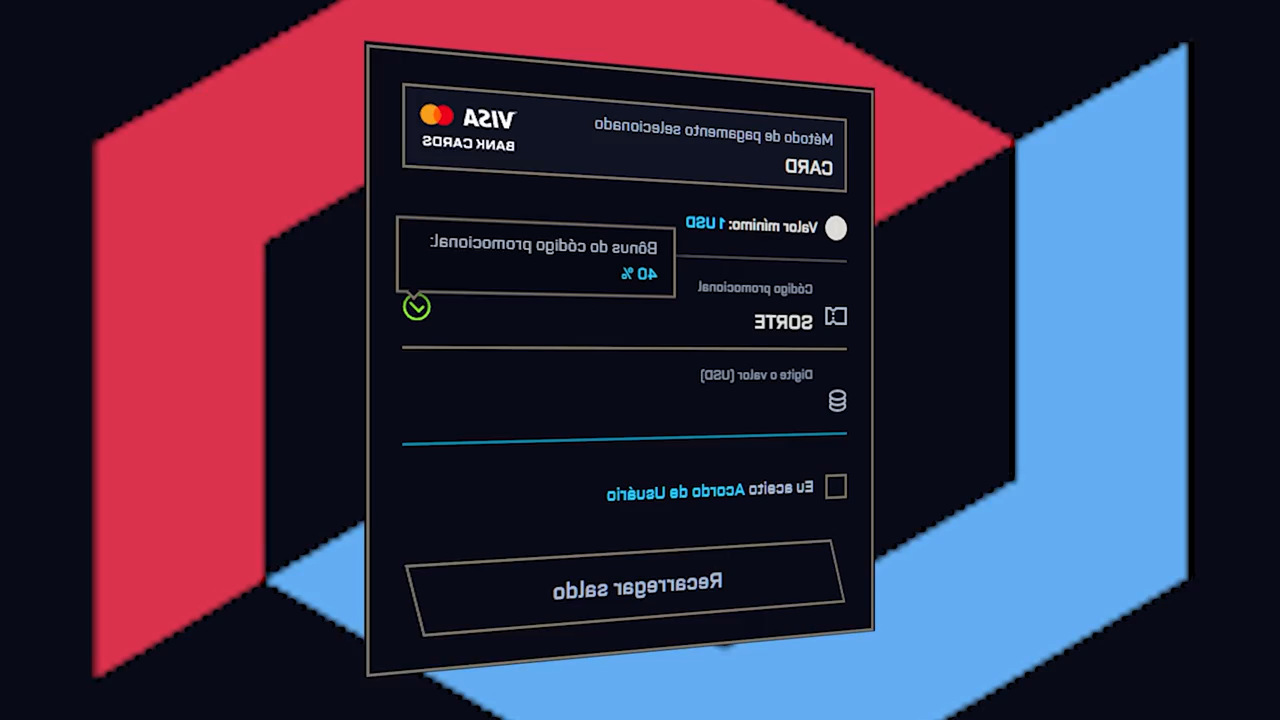 Método de pagamento selecionado
CARD
VISA
BANK CARDS
Valor mínimo: 1 USD
Bônus do código promocional:
40 %
Código promocional
SORTE
Digite o valor (USD)
Eu aceito Acordo de Usuário
Recarregar saldo